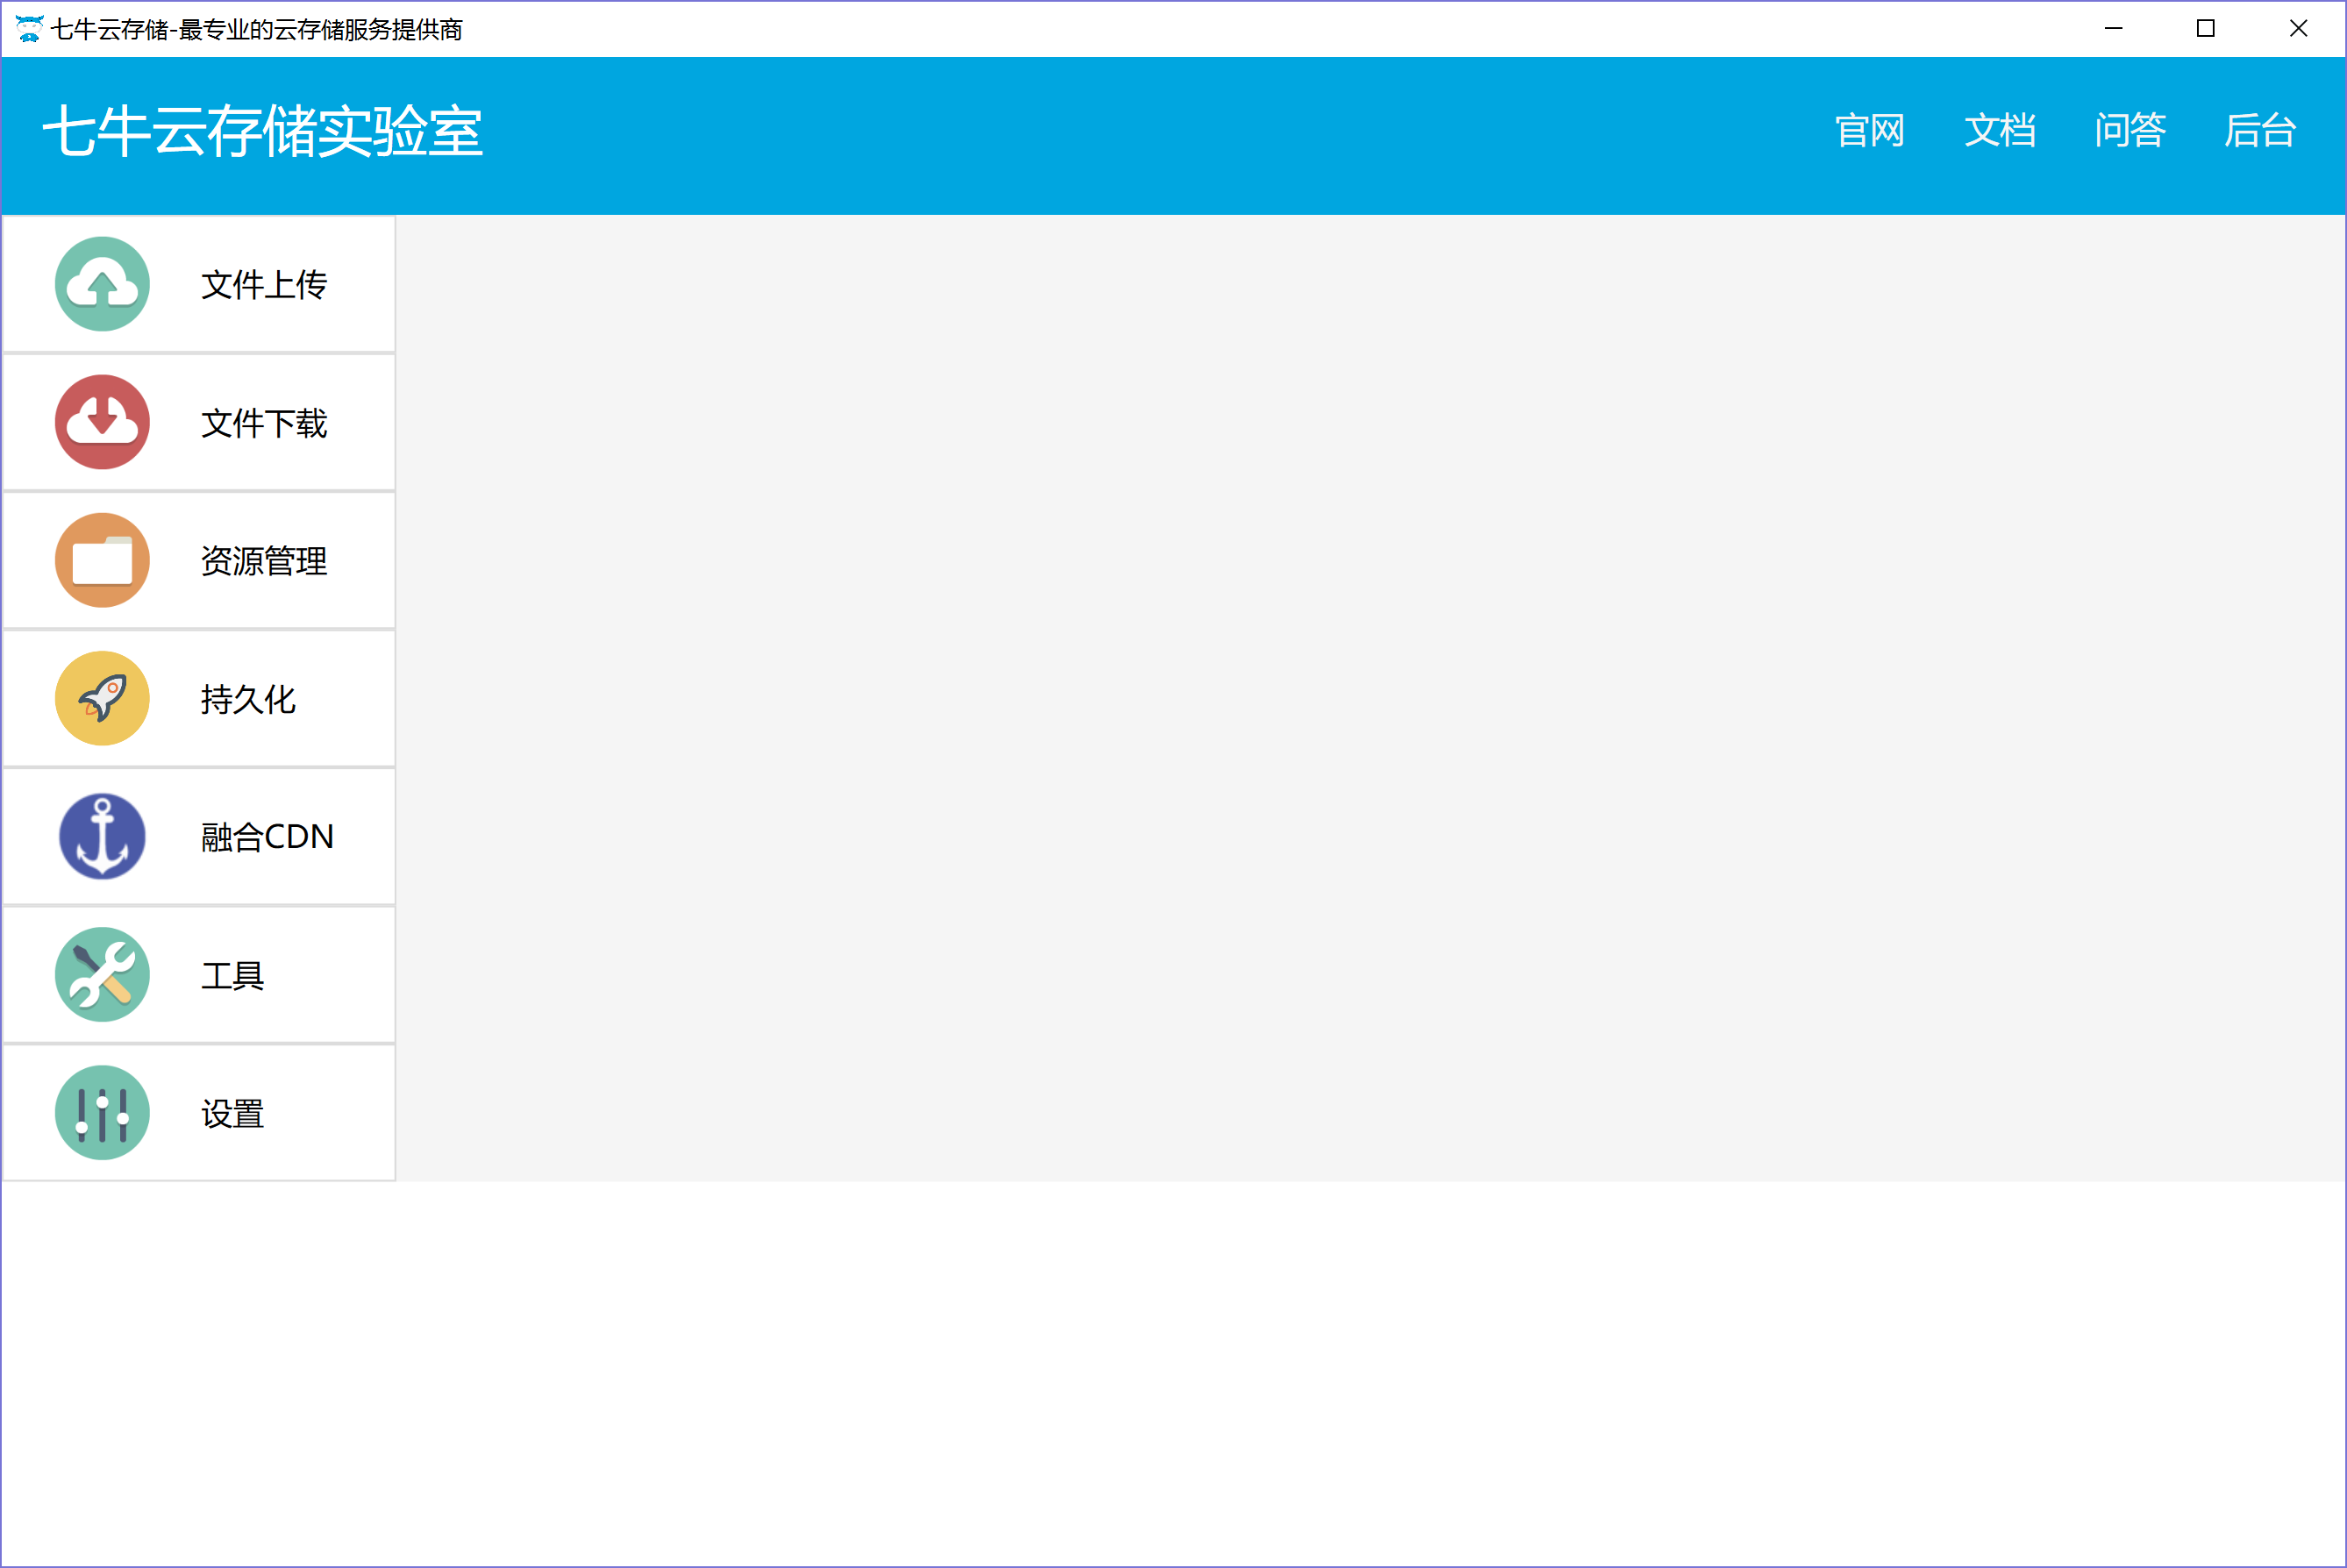 七牛云存储-最专业的云存储服务提供商
七牛云存储实验室
官网 文档 问答 后台
文件上传
文件下载
资源管理
持久化
融合CDN
工具
设置